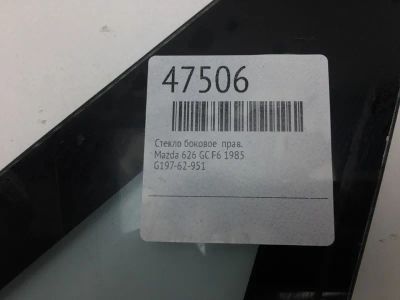 47506
Стекло боковое прав.
Mazda 626 GC F6 1985
G197-62-951